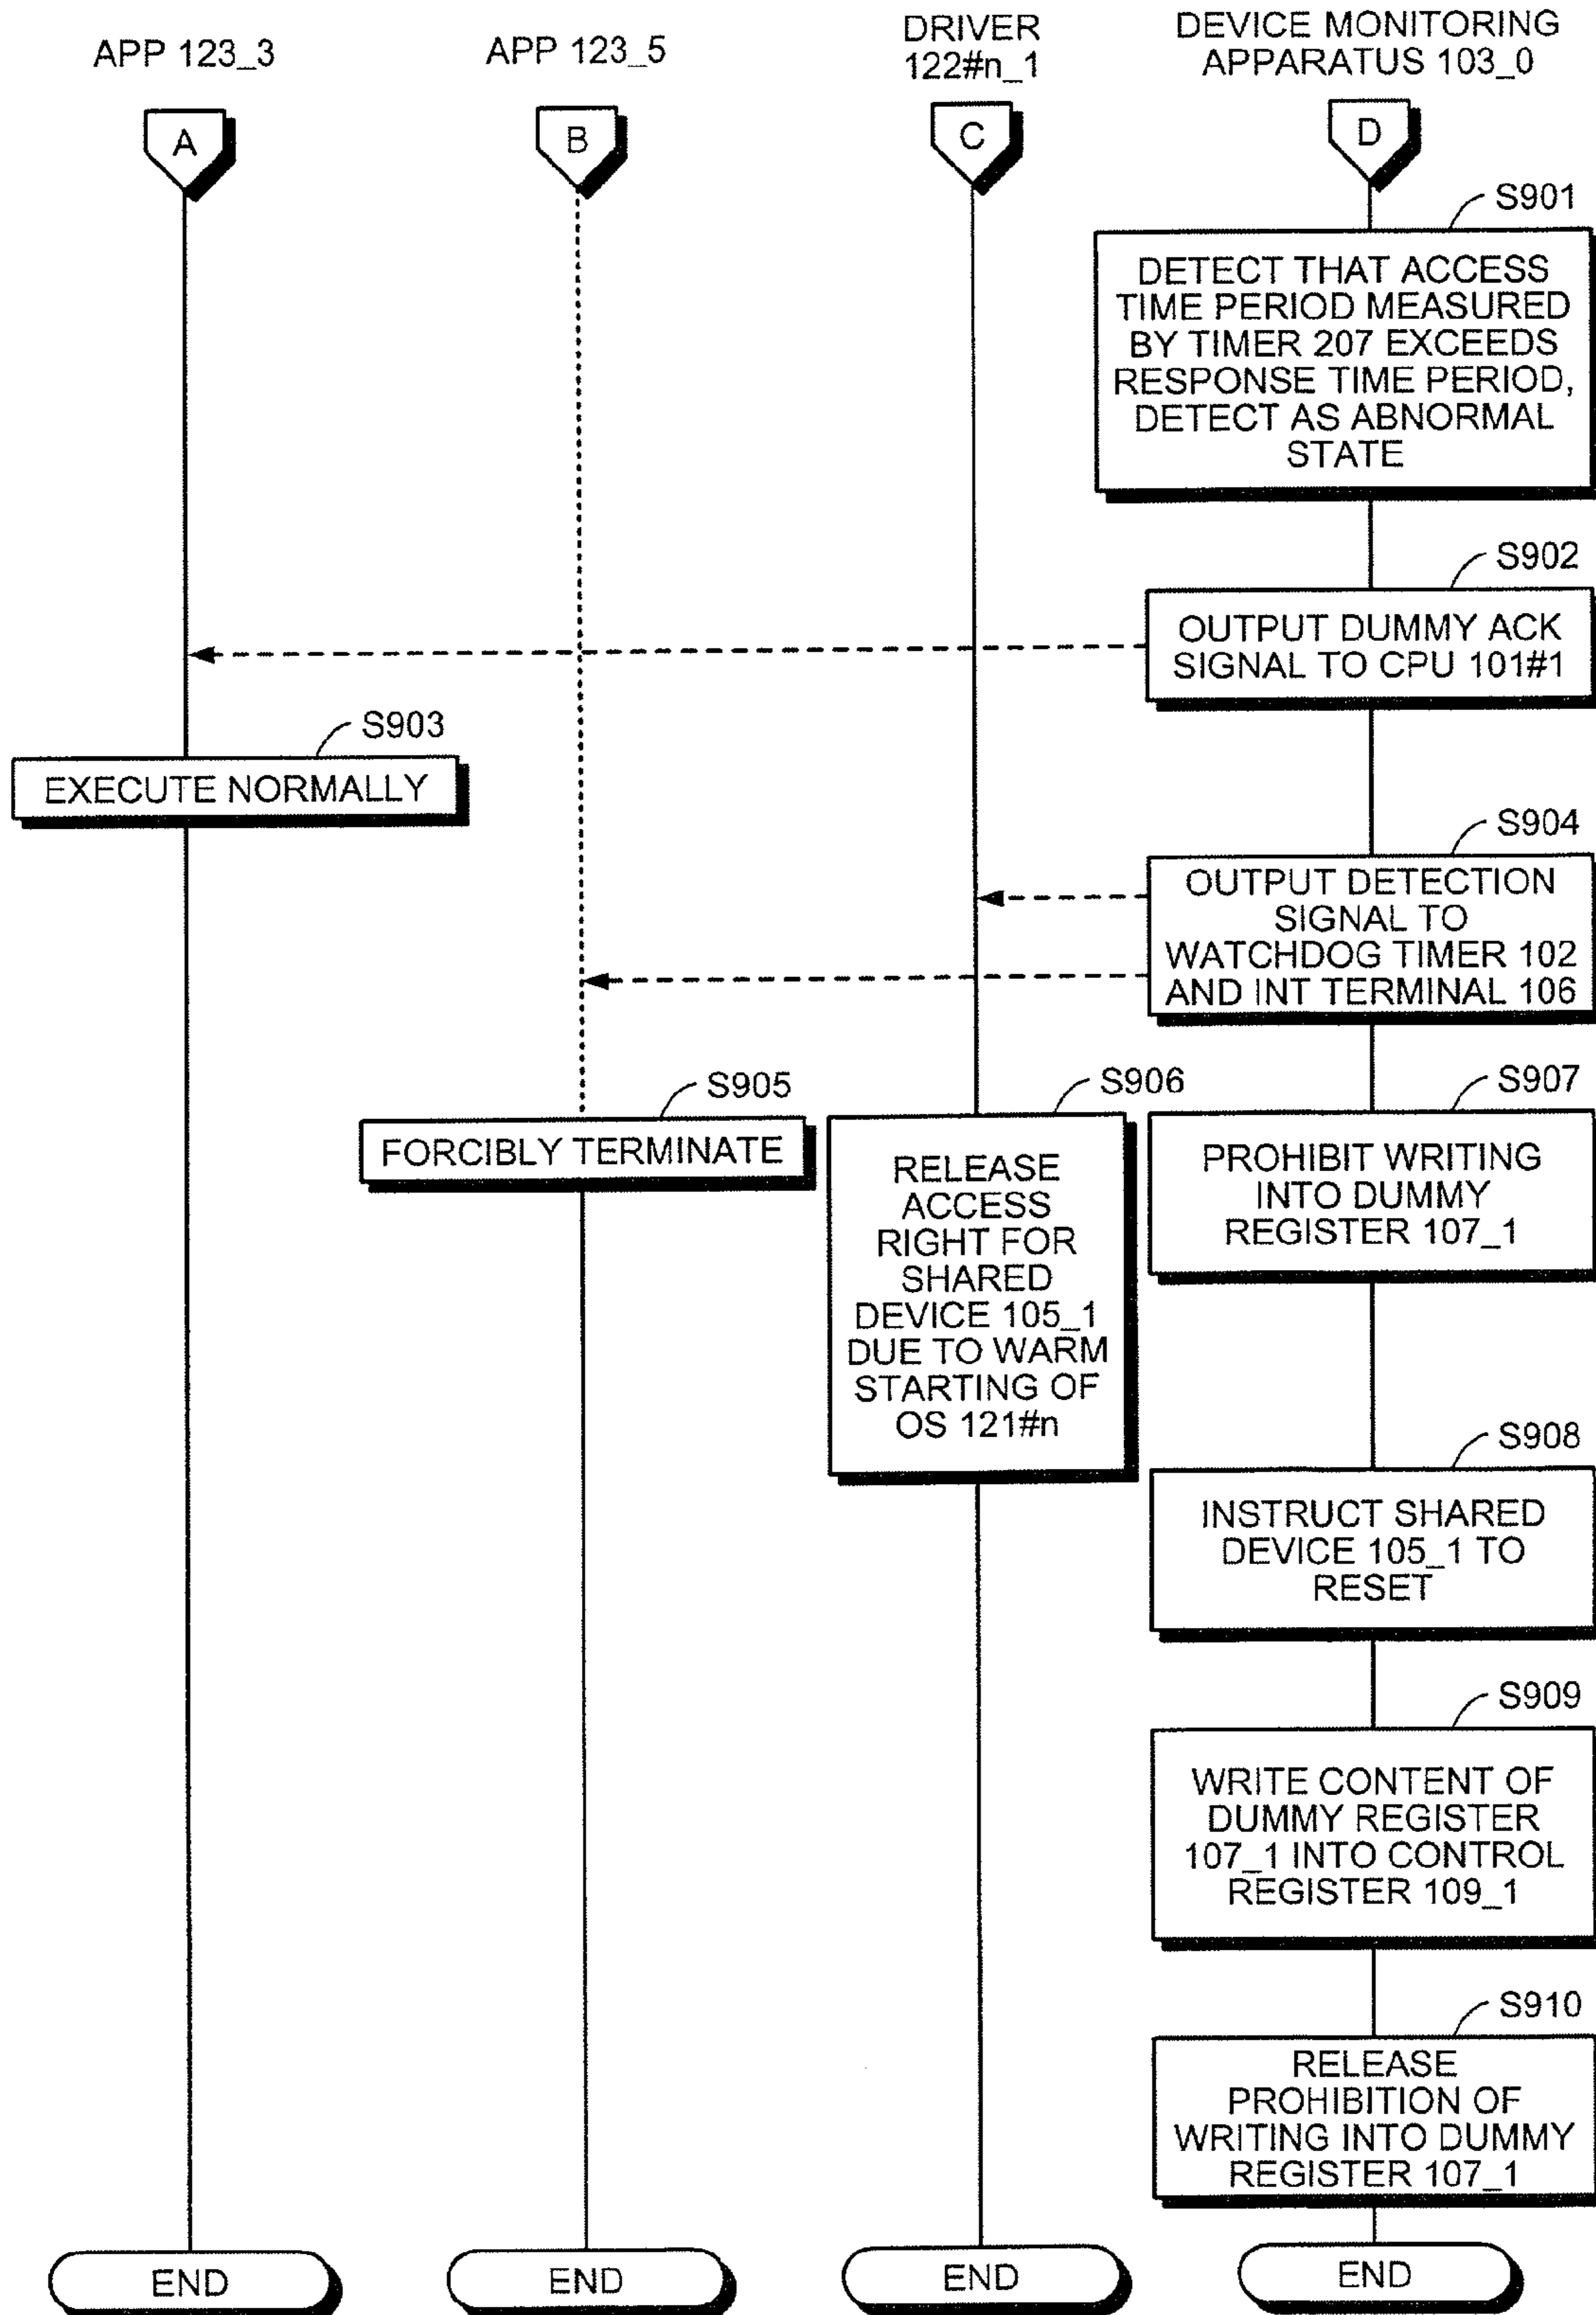 APP 123_3
APP 123_5
DRIVER
122#n_1
DEVICE MONITORING
APPARATUS 103_0
A
B
C
D
S901
DETECT THAT ACCESS
TIME PERIOD MEASURED
BY TIMER 207 EXCEEDS
RESPONSE TIME PERIOD,
DETECT AS ABNORMAL
STATE
S902
OUTPUT DUMMY ACK
SIGNAL TO CPU 101#1
S903
EXECUTE NORMALLY
S904
OUTPUT DETECTION
SIGNAL TO
WATCHDOG TIMER 102
AND INT TERMINAL 106
S905
FORCIBLY TERMINATE
S906
RELEASE
ACCESS
RIGHT FOR
SHARED
DEVICE 105_1
DUE TO WARM
STARTING OF
OS 121#n
S907
PROHIBIT WRITING
INTO DUMMY
REGISTER 107_1
S908
INSTRUCT SHARED
DEVICE 105_1 TO
RESET
S909
WRITE CONTENT OF
DUMMY REGISTER
107_1 INTO CONTROL
REGISTER 109_1
S910
RELEASE
PROHIBITION OF
WRITING INTO DUMMY
REGISTER 107_1
END
END
END
END